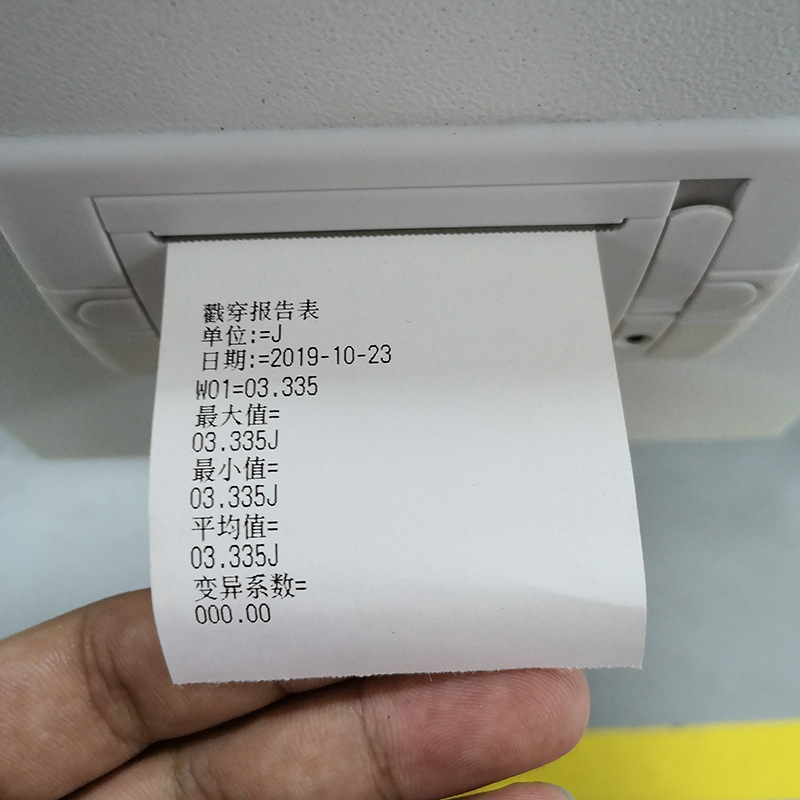 戳穿报告表
单位:=J
日期:=2019-10-23
W01=03.335
最大值=
03.335J
最小值=
03.335J
平均值=
03.335J
变异系数=
000.00